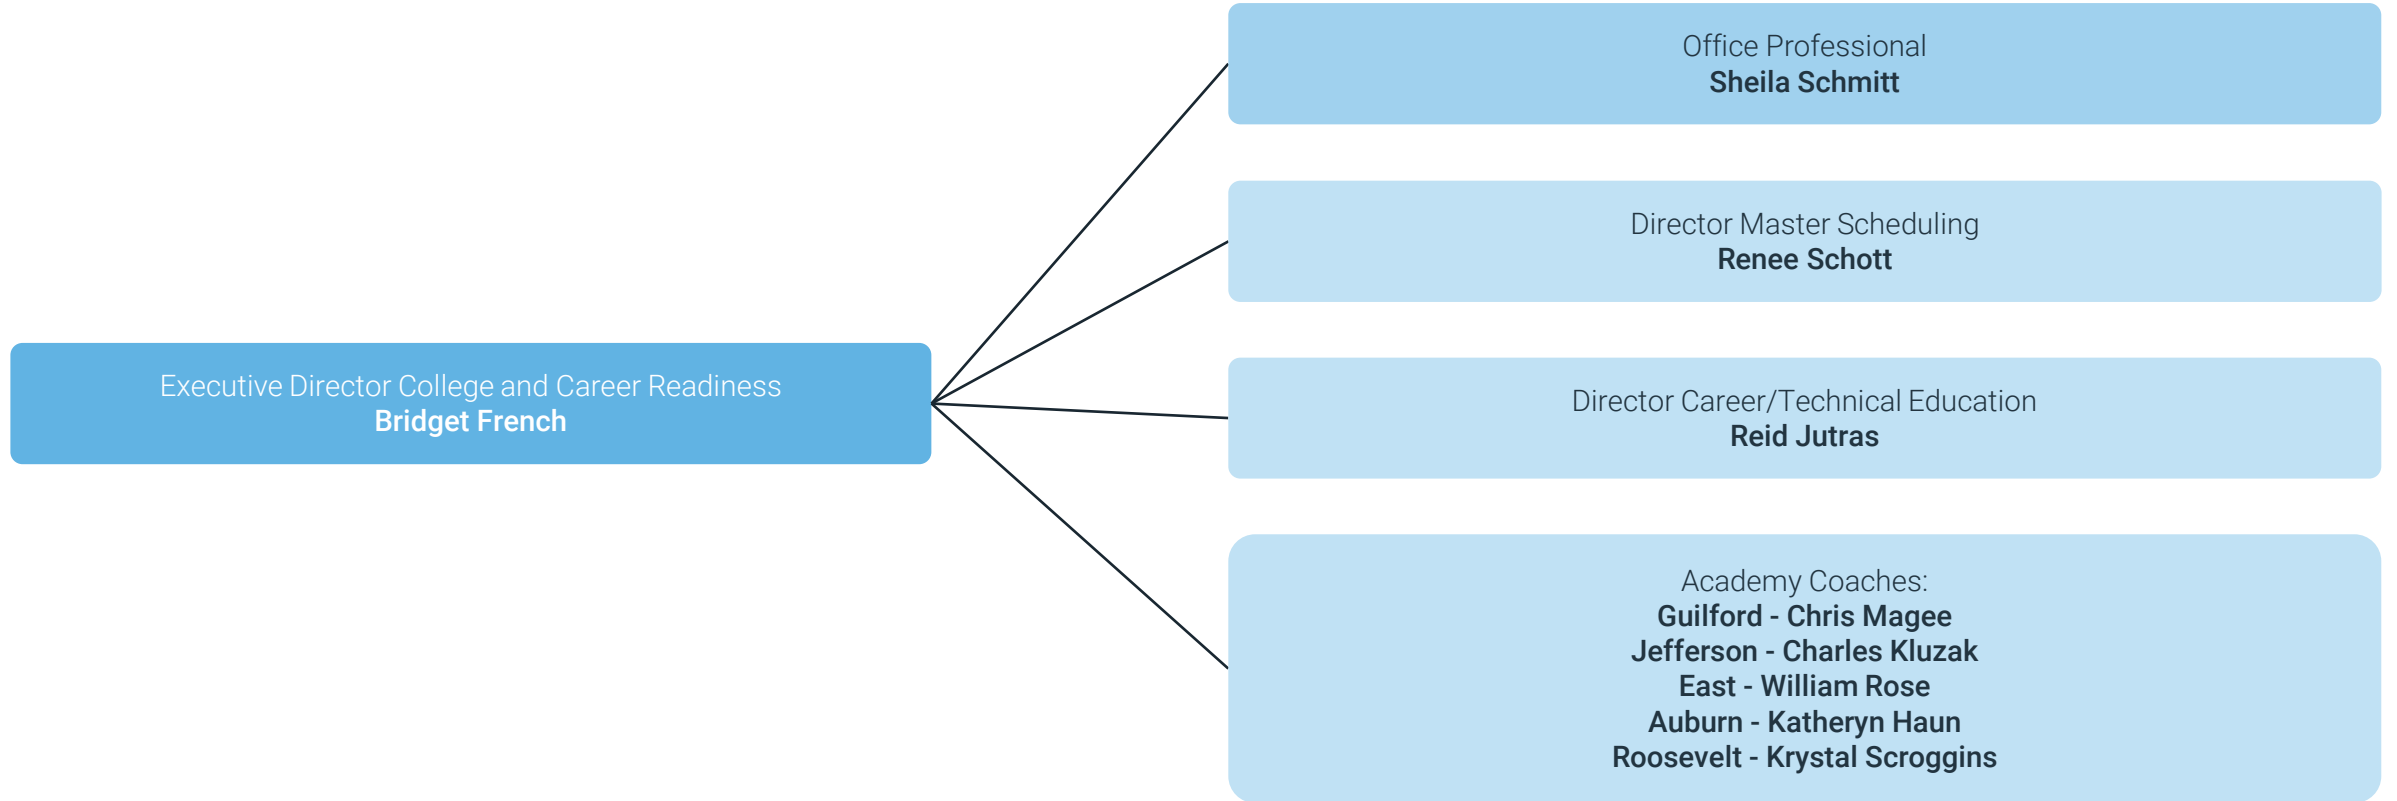 Office Professional
Sheila Schmitt
Director Master Scheduling
Renee Schott
Executive Director College and Career Readiness
Bridget French
Director Career/Technical Education
Reid Jutras
Academy Coaches:
Guilford - Chris Magee
Jefferson - Charles Kluzak
East - William Rose
Auburn - Katheryn Haun
Roosevelt - Krystal Scroggins